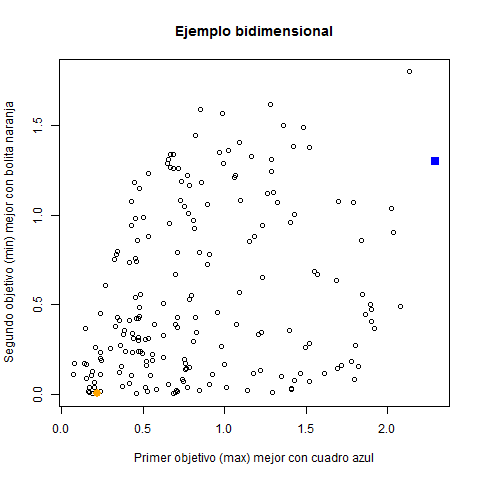 Ejemplo bidimensional
Segundo objetivo (min) mejor con bolita naranja
1.5
1.0
0.5
0.0
0.0 0.5 1.0 1.5 2.0
Primer objetivo (max) mejor con cuadro azul